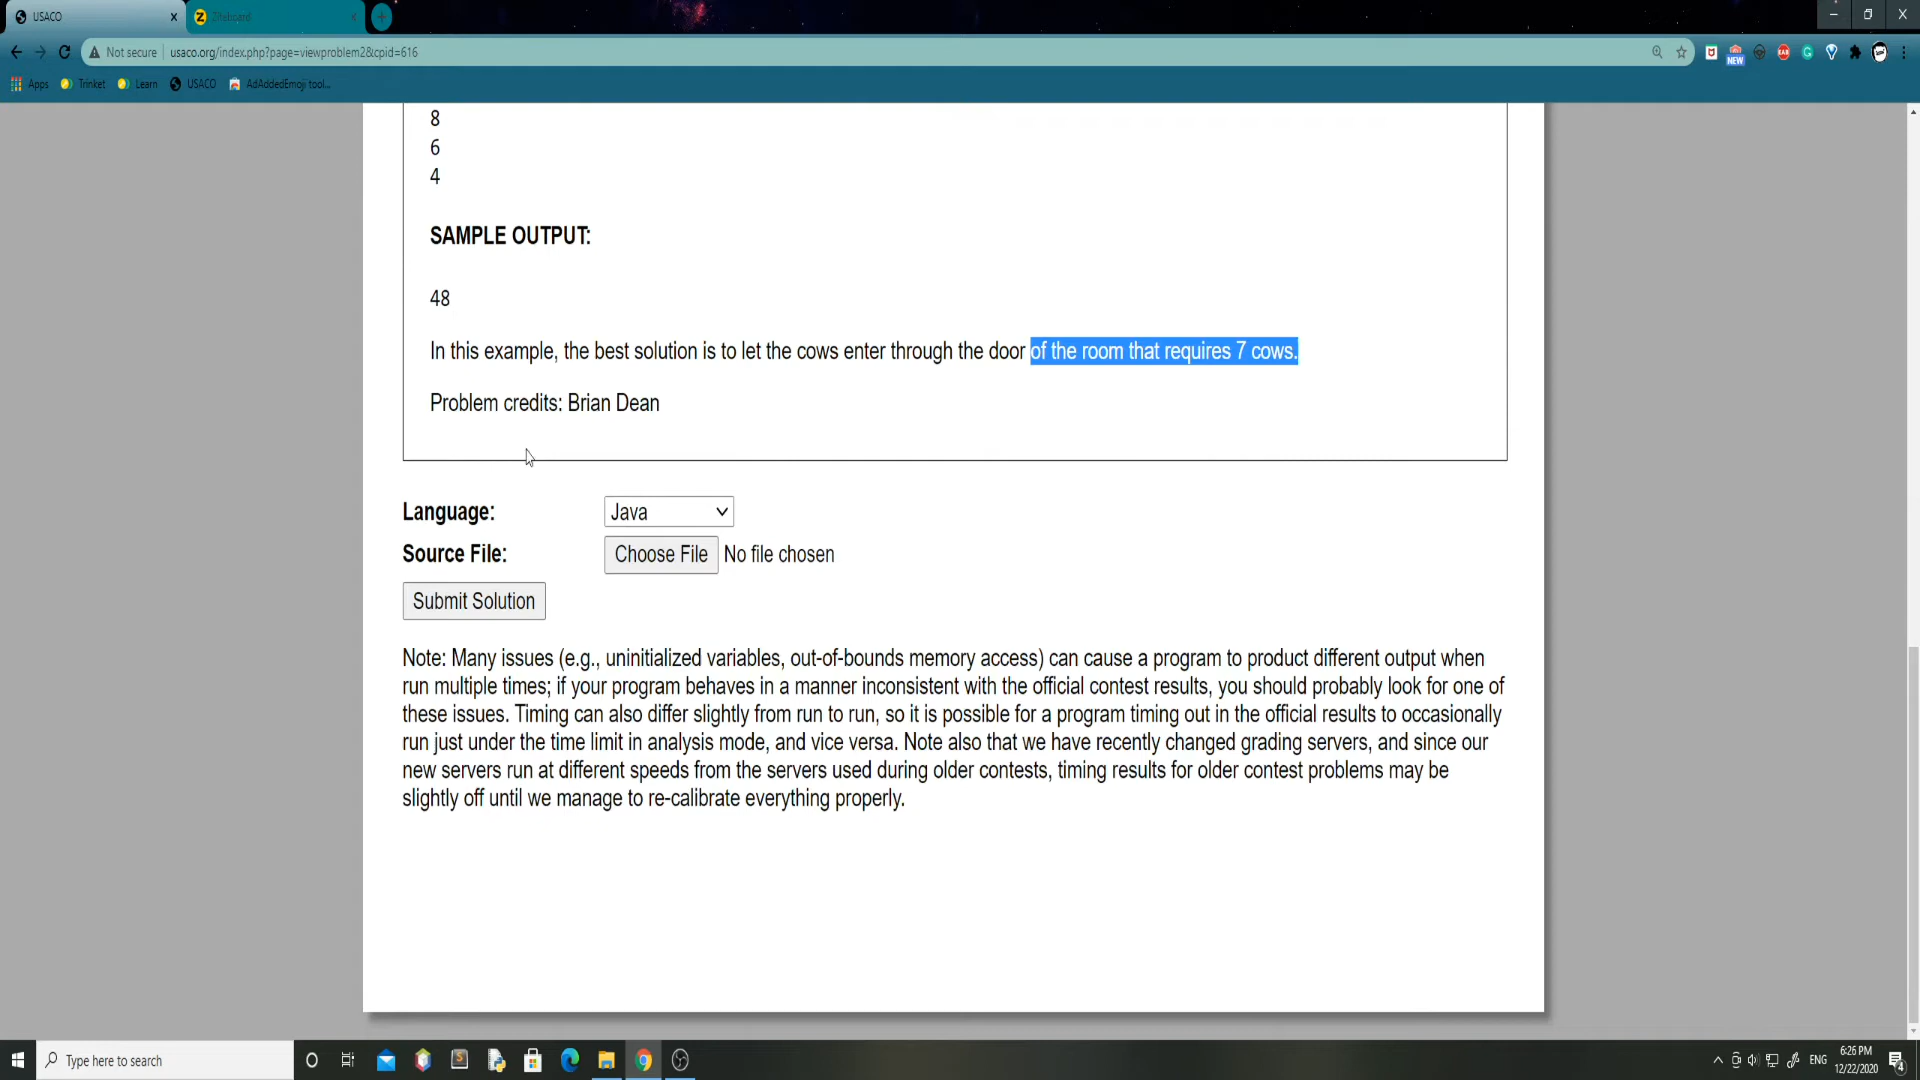 USACO
Ziteboard
Not secure
usaco.org/index.php?page=viewproblem2&cpid=616
NEW
Apps
Trinket
Learn
USACO
AdAddedEmoji tool...
8
6
4
SAMPLE OUTPUT:
48
In this example, the best solution is to let the cows enter through the door of the room that requires 7 cows.
Problem credits: Brian Dean
Language:
Java
Source File:
Choose File No file chosen
Submit Solution
Note: Many issues (e.g., uninitialized variables, out-of-bounds memory access) can cause a program to product different output when
run multiple times; if your program behaves in a manner inconsistent with the official contest results, you should probably look for one of
these issues. Timing can also differ slightly from run to run, so it is possible for a program timing out in the official results to occasionally
run just under the time limit in analysis mode, and vice versa. Note also that we have recently changed grading servers, and since our
new servers run at different speeds from the servers used during older contests, timing results for older contest problems may be
slightly off until we manage to re-calibrate everything properly.
Type here to search
ENG
6:26 PM
12/22/2020
4